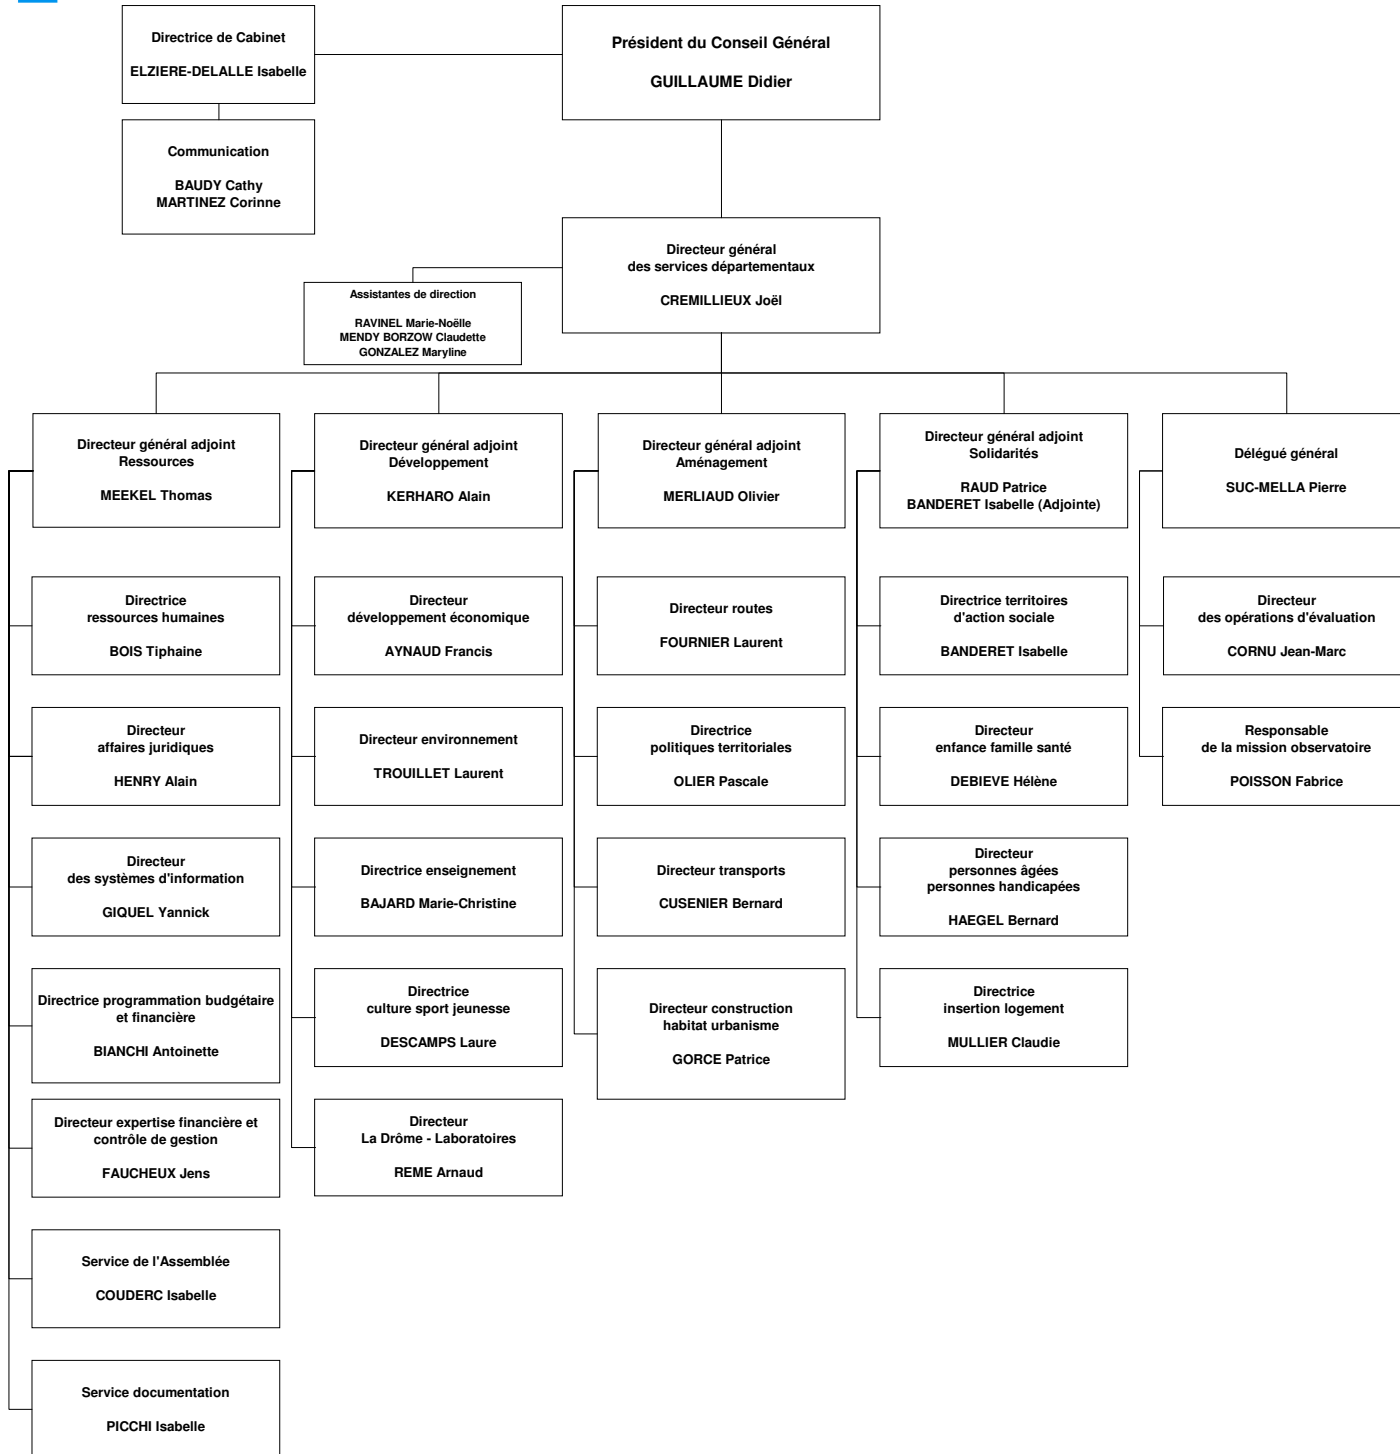 Directrice de Cabinet
ELZIERE-DELALLE Isabelle
Président du Conseil Général
GUILLAUME Didier
Communication
BAUDY Cathy
MARTINEZ Corinne
Directeur général
des services départementaux
CREMILLIEUX Joël
Assistantes de direction
RAVINEL Marie-Noëlle
MENDY BORZOW Claudette
GONZALEZ Maryline
Directeur général adjoint
Ressources
MEEKEL Thomas
Directrice
ressources humaines
BOIS Tiphaine
Directeur
affaires juridiques
HENRY Alain
Directeur
des systèmes d'information
GIQUEL Yannick
Directrice programmation budgétaire
et financière
BIANCHI Antoinette
Directeur expertise financière et
contrôle de gestion
FAUCHEUX Jens
Service de l'Assemblée
COUDERC Isabelle
Service documentation
PICCHI Isabelle
Directeur général adjoint
Développement
KERHARO Alain
Directeur
développement économique
AYNAUD Francis
Directeur environnement
TROUILLET Laurent
Directrice enseignement
BAJARD Marie-Christine
Directrice
culture sport jeunesse
DESCAMPS Laure
Directeur
La Drôme - Laboratoires
REME Arnaud
Directeur général adjoint
Aménagement
MERLIAUD Olivier
Directeur routes
FOURNIER Laurent
Directrice
politiques territoriales
OLIER Pascale
Directeur transports
CUSENIER Bernard
Directeur construction
habitat urbanisme
GORCE Patrice
Directeur général adjoint
Solidarités
RAUD Patrice
BANDERET Isabelle (Adjointe)
Directrice territoires
d'action sociale
BANDERET Isabelle
Directeur
enfance famille santé
DEBIEVE Hélène
Directeur
personnes âgées
personnes handicapées
HAEGEL Bernard
Directrice
insertion logement
MULLIER Claudie
Délégué général
SUC-MELLA Pierre
Directeur
des opérations d'évaluation
CORNU Jean-Marc
Responsable
de la mission observatoire
POISSON Fabrice